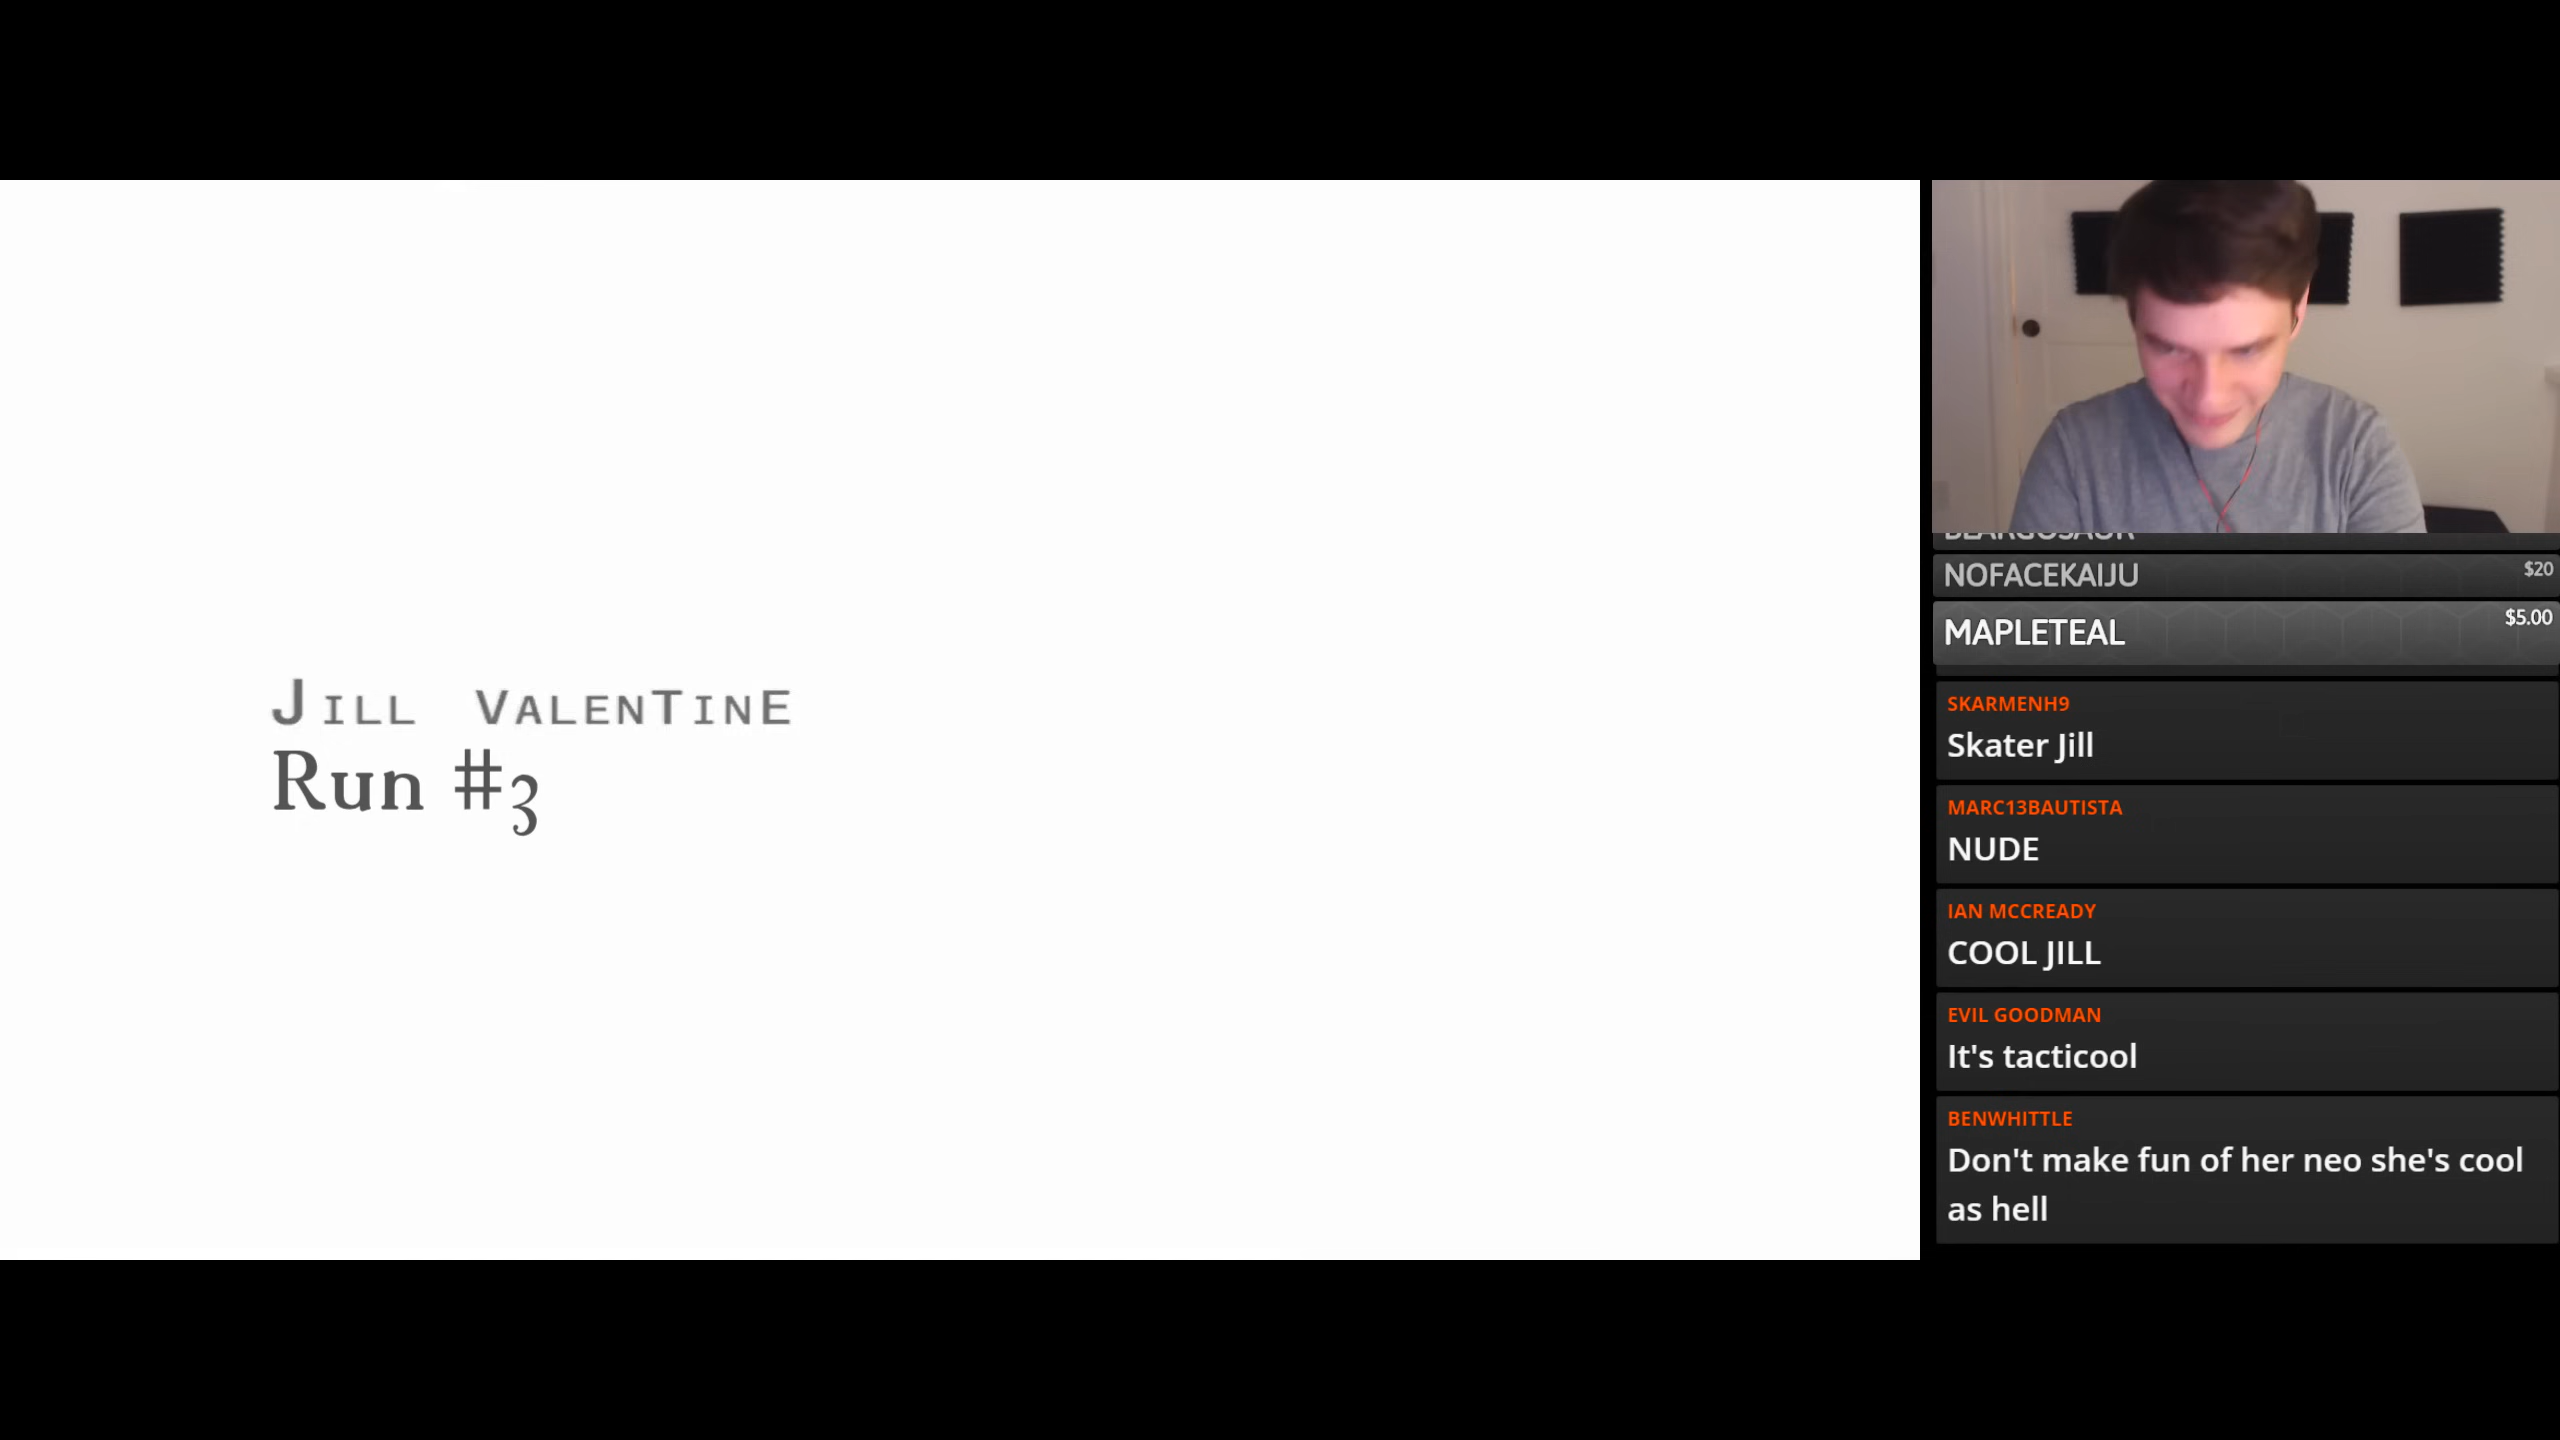 Jill Valentine
Run #3
NOFACEKAIJU
$20
MAPLETEAL
$5.00
SKARMENH9
Skater Jill
MARC13BAUTISTA
NUDE
IAN MCCREADY
COOL JILL
EVIL GOODMAN
It's tacticool
BENWHITTLE
Don't make fun of her neo she's cool
as hell